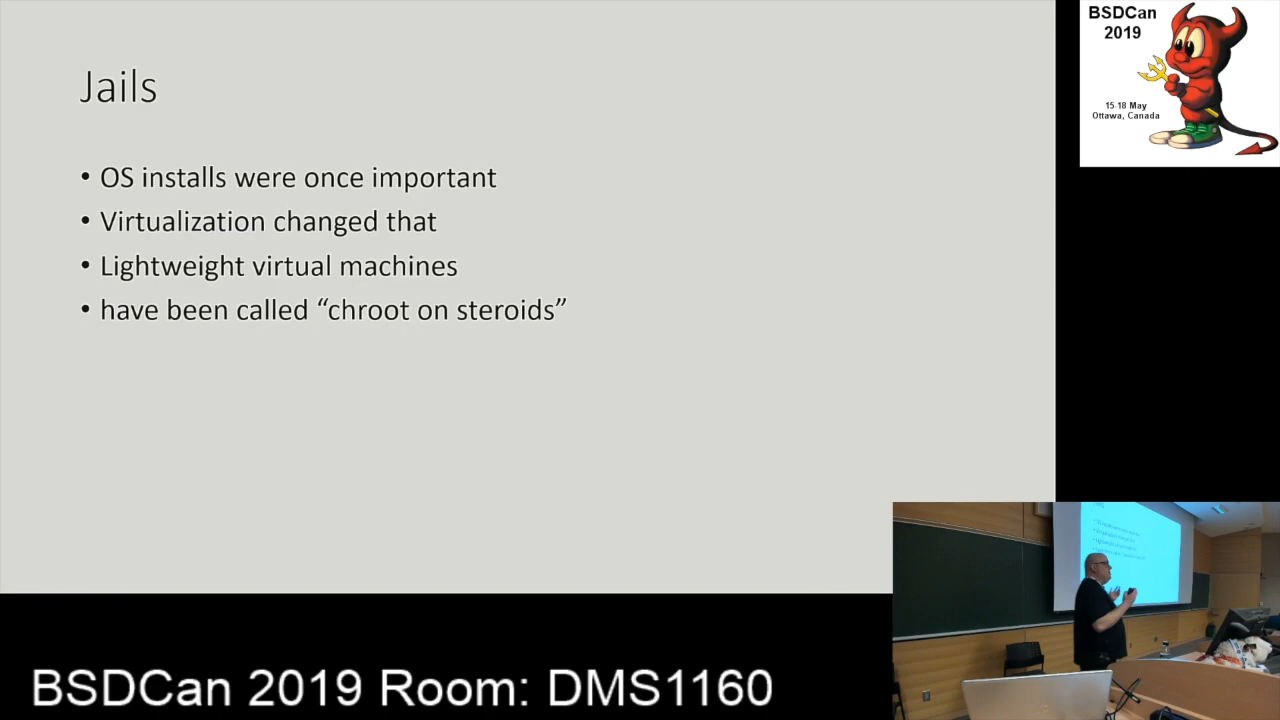 Jails
• OS installs were once important
• Virtualization changed that
• Lightweight virtual machines
• have been called “chroot on steroids”
BSDCan
2019
15-18 May
Ottawa, Canada
BSDCan 2019 Room: DMS1160